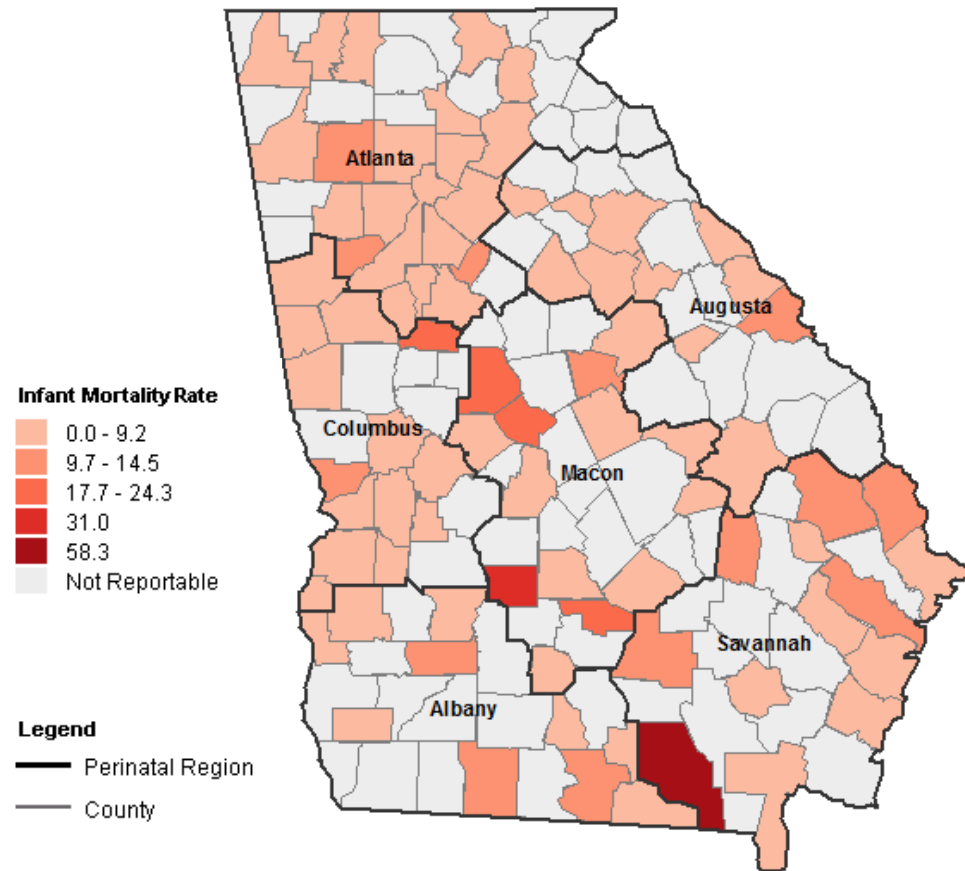 Atlanta
Augusta
Infant Mortality Rate
0.0 - 9.2
9.7 - 14.5
17.7 - 24.3
31.0
58.3
Not Reportable
Columbus
Macon
Savannah
Albany
Legend
Perinatal Region
County